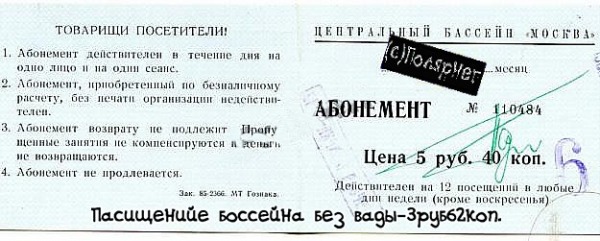 ТОВАРИЩИ ПОСЕТИТЕЛИ!
1. Абонемент действителен в течение дня на
одно лицо и на один сеанс.
2. Абонемент, приобретенный по безналичному
расчету, без печати организации недействи-
телен.
3. Абонемент возврату не подлежит Пропу
щенные занятия не компенсируются и деньги
не возвращаются.
4. Абонемент не продлевается.
Зак. 85-2366. МТ Гознака.
ЦЕНТРАЛЬНЫЙ БАССЕЙН «МОСКВА»
(с)ПолярЧег
месяц
АБОНЕМЕНТ № 110484
Цена 5 руб. 40 коп.
Действителен на 12 посещений в любые
дни недели (кроме воскресенья)
Пасищение боссейна без вады-3руб62коп.